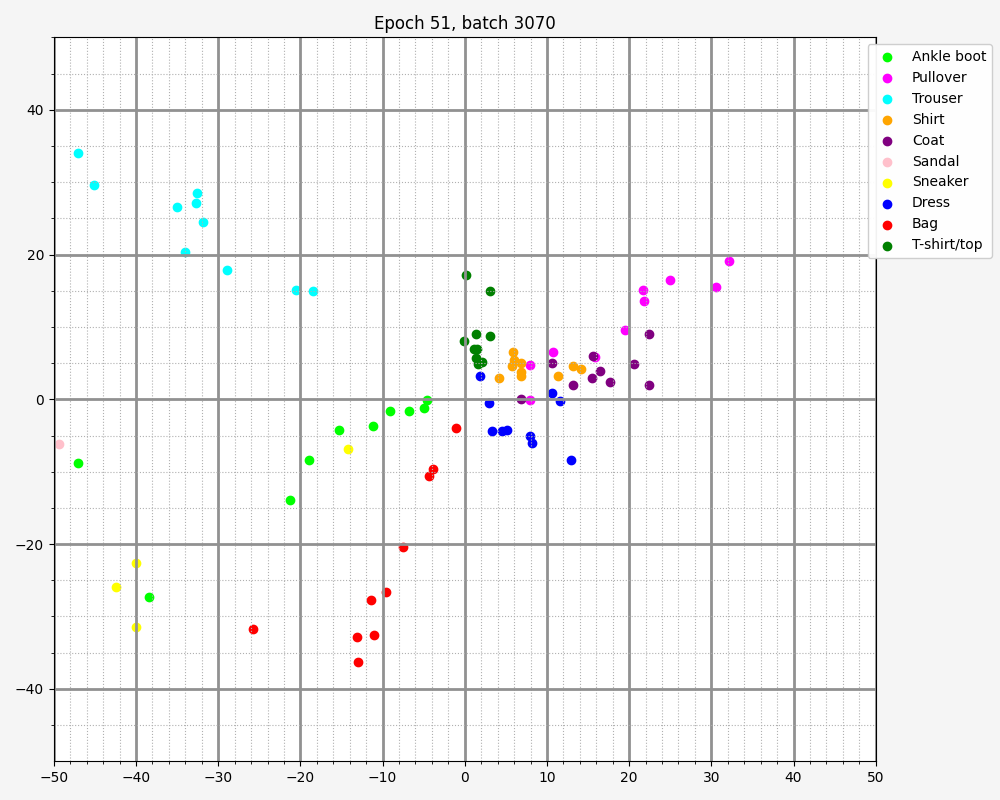 Epoch 51, batch 3070
Ankle boot
Pullover
Trouser
Shirt
Coat
Sandal
Sneaker
Dress
Bag
T-shirt/top
40
20
0
−20
−40
−50 −40 −30 −20 −10 0 10 20 30 40 50